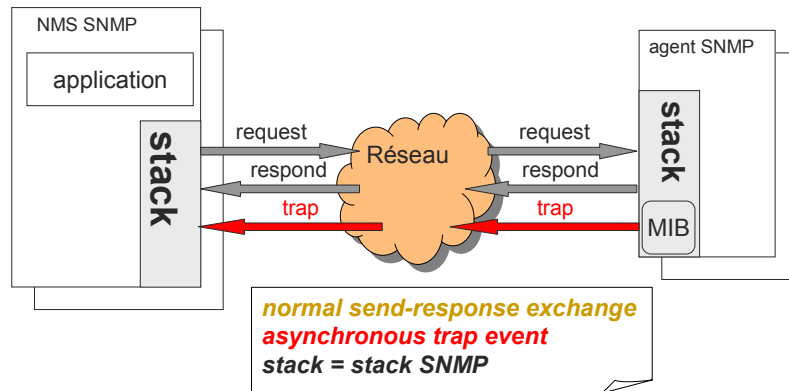 NMS SNMP
application
stack
request
respond
trap
Réseau
request
respond
trap
agent SNMP
stack
MIB
normal send-response exchange
asynchronous trap event
stack = stack SNMP